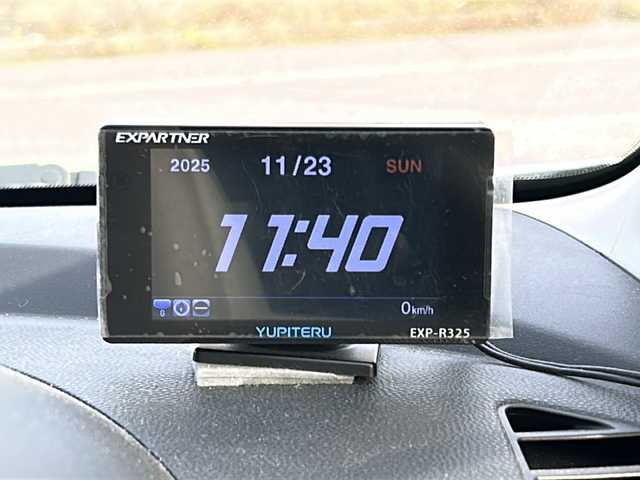 EXPARTNER
2025 11/23 SUN
11:40
0km/h
YUPITERU EXP-R325